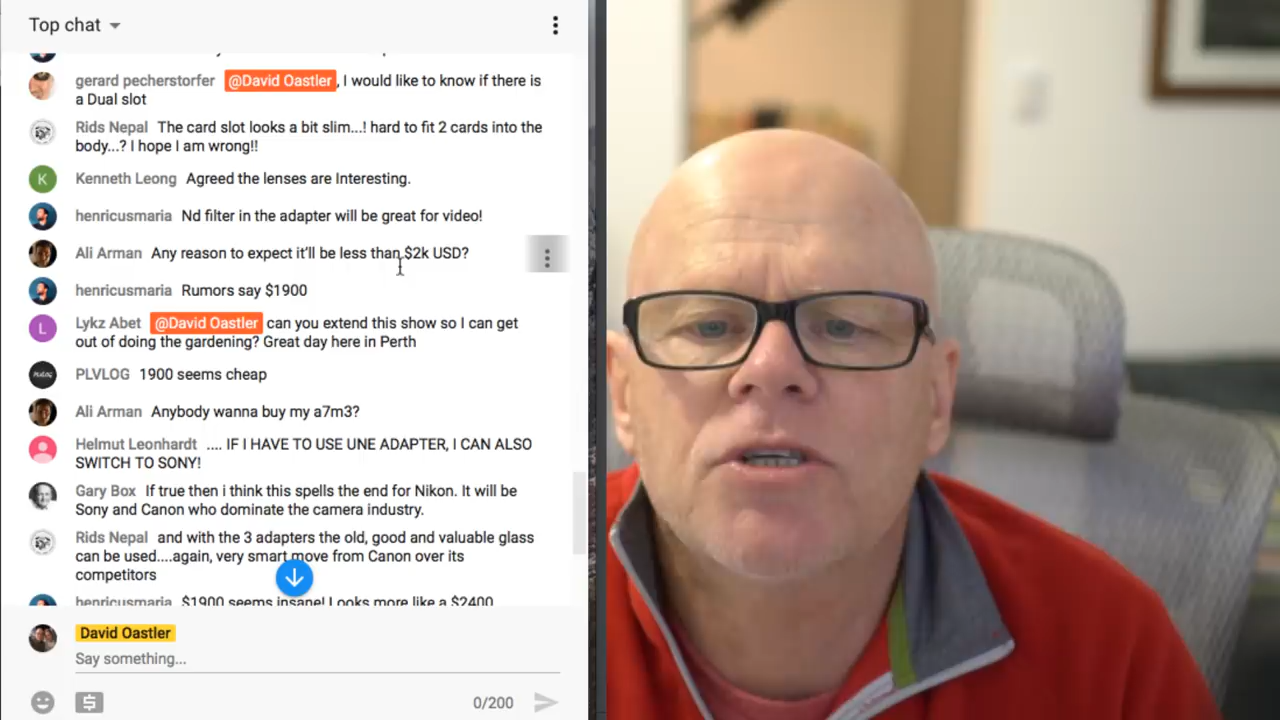 Top chat
gerard pecherstorfer @David Oastler, I would like to know if there is
a Dual slot
Rids Nepal The card slot looks a bit slim...! hard to fit 2 cards into the
body...? I hope I am wrong!!
K
Kenneth Leong Agreed the lenses are Interesting.
henricusmaria Nd filter in the adapter will be great for video!
Ali Arman Any reason to expect it'll be less than $2k USD?
henricusmaria Rumors say $1900
L
Lykz Abet @David Oastler can you extend this show so I can get
out of doing the gardening? Great day here in Perth
PLVLOG
PLVLOG 1900 seems cheap
Ali Arman Anybody wanna buy my a7m3?
Helmut Leonhardt .... IF I HAVE TO USE UNE ADAPTER, I CAN ALSO
SWITCH TO SONY!
Gary Box If true then i think this spells the end for Nikon. It will be
Sony and Canon who dominate the camera industry.
Rids Nepal and with the 3 adapters the old, good and valuable glass
can be used....again, very smart move from Canon over its
competitors
henricusmaria $1900 seems insane! Looks more like a $2400
David Oastler
Say something...
0/200